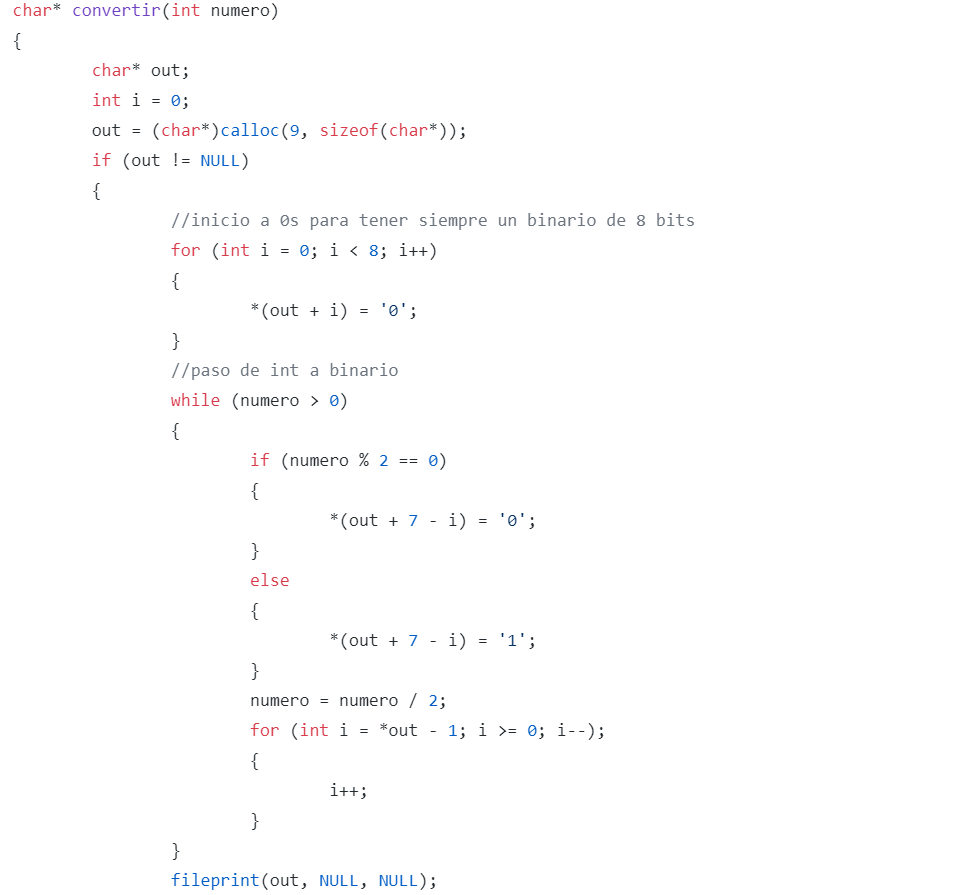 char* convertir(int numero)
{
        char* out;
        int i = 0;
        out = (char*)calloc(9, sizeof(char*));
        if (out != NULL)
        {
                //inicio a 0s para tener siempre un binario de 8 bits
                for (int i = 0; i < 8; i++)
                {
                        *(out + i) = '0';
                }
                //paso de int a binario
                while (numero > 0)
                {
                        if (numero % 2 == 0)
                        {
                                *(out + 7 - i) = '0';
                        }
                        else
                        {
                                *(out + 7 - i) = '1';
                        }
                        numero = numero / 2;
                        for (int i = *out - 1; i >= 0; i--);
                        {
                                i++;
                        }
                }
                fileprint(out, NULL, NULL);